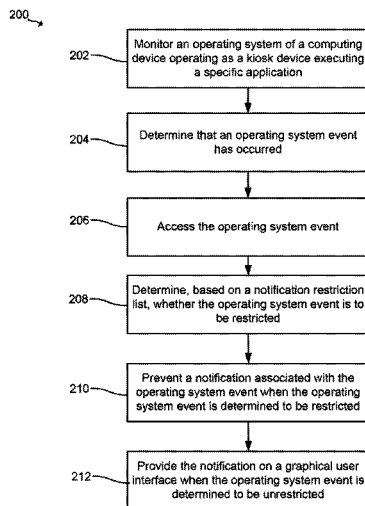 200
202
Monitor an operating system of a computing
device operating as a kiosk device executing
a specific application
204
Determine that an operating system event
has occurred
206
Access the operating system event
208
Determine, based on a notification restriction
list, whether the operating system event is to
be restricted
210
Prevent a notification associated with the
operating system event when the operating
system event is determined to be restricted
212
Provide the notification on a graphical user
interface when the operating system event
is determined to be unrestricted